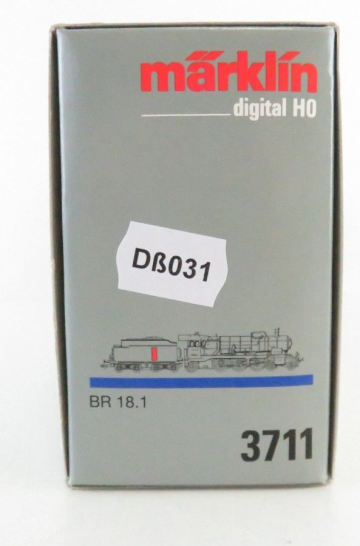 märklin
digital H0
Dß031
BR 18.1
3711